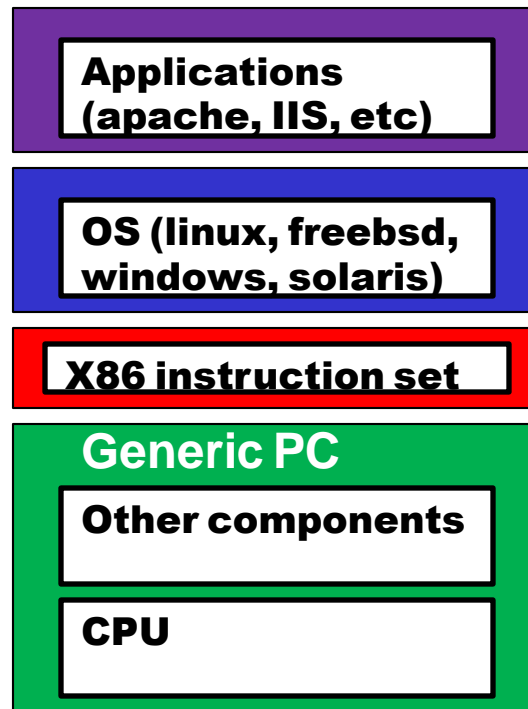 Applications
(apache, IIS, etc)
OS (linux, freebsd,
windows, solaris)
X86 instruction set
Generic PC
Other components
CPU